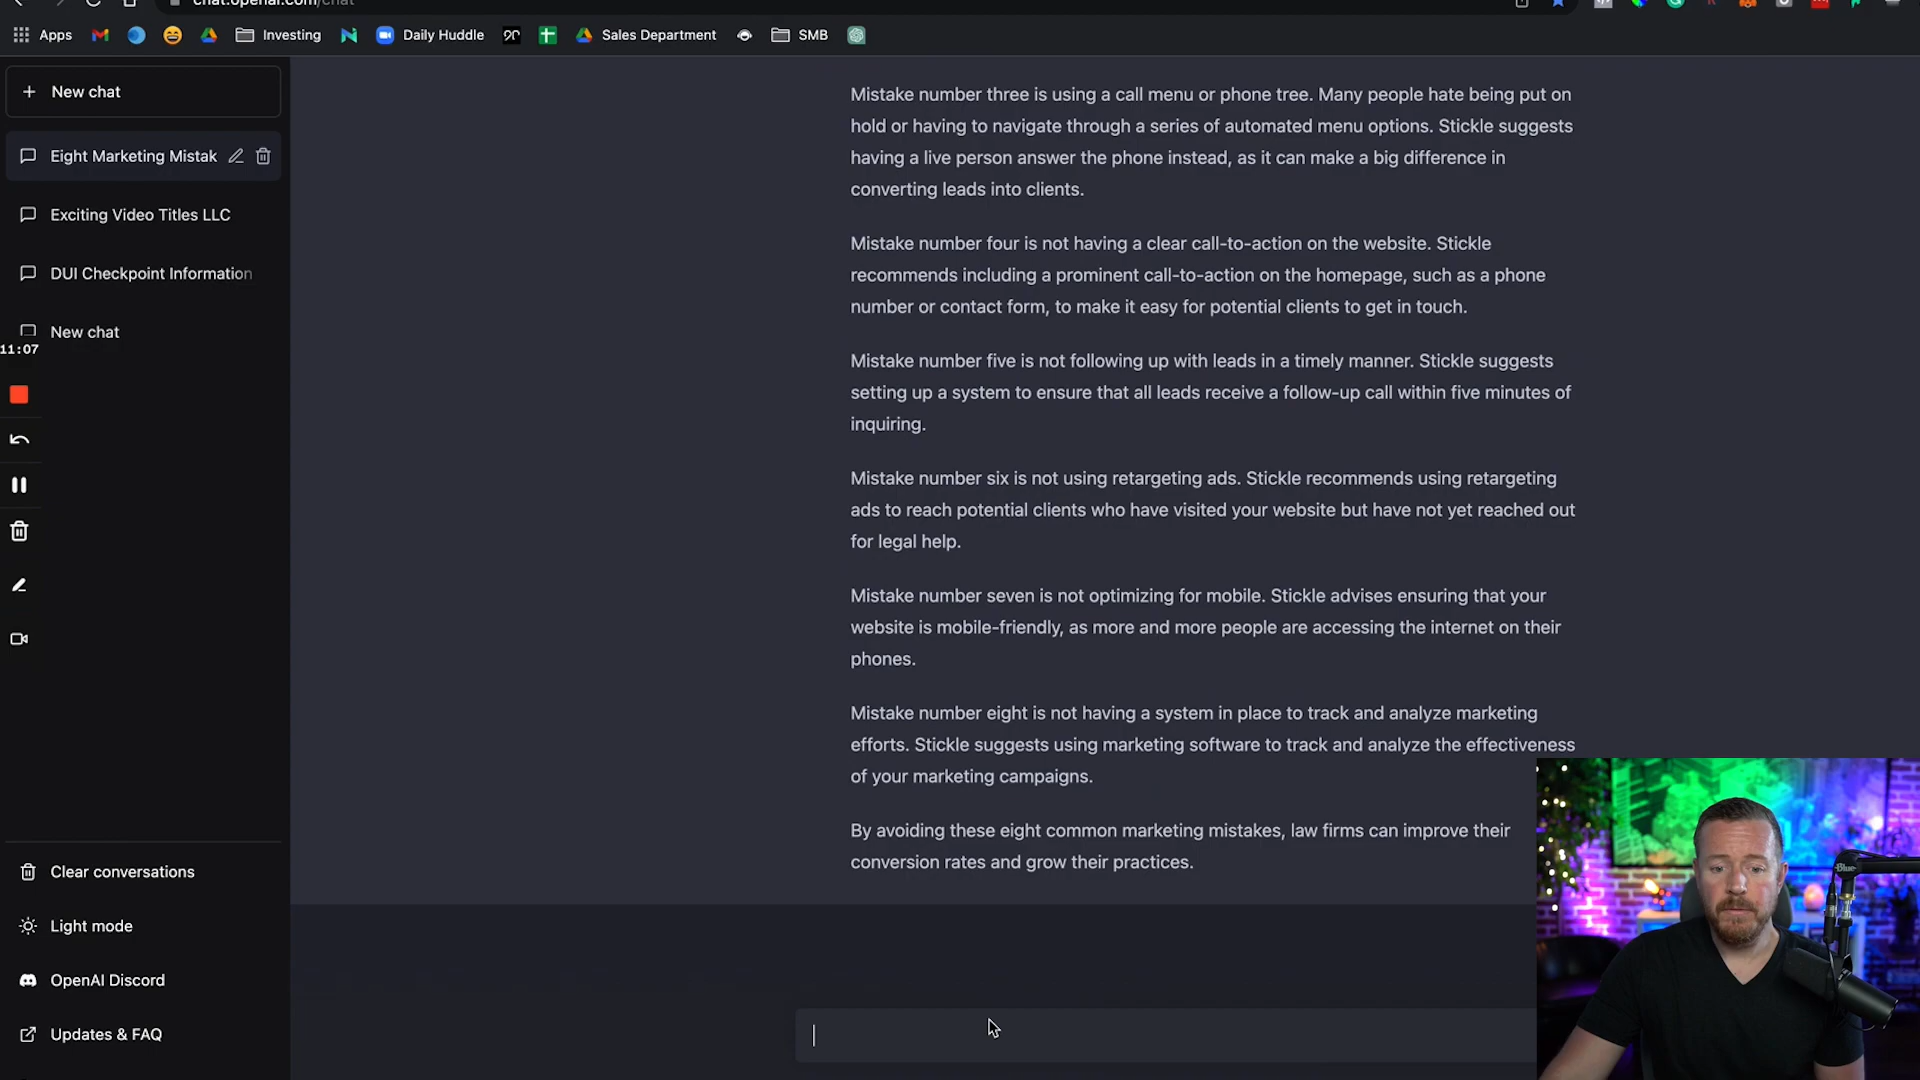 chat.openai.com/chat
Apps
Investing
Daily Huddle
Sales Department
SMB
New chat
Eight Marketing Mistak
Exciting Video Titles LLC
DUI Checkpoint Information
New chat
11:07
Mistake number three is using a call menu or phone tree. Many people hate being put on
hold or having to navigate through a series of automated menu options. Stickle suggests
having a live person answer the phone instead, as it can make a big difference in
converting leads into clients.
Mistake number four is not having a clear call-to-action on the website. Stickle
recommends including a prominent call-to-action on the homepage, such as a phone
number or contact form, to make it easy for potential clients to get in touch.
Mistake number five is not following up with leads in a timely manner. Stickle suggests
setting up a system to ensure that all leads receive a follow-up call within five minutes of
inquiring.
Mistake number six is not using retargeting ads. Stickle recommends using retargeting
ads to reach potential clients who have visited your website but have not yet reached out
for legal help.
Mistake number seven is not optimizing for mobile. Stickle advises ensuring that your
website is mobile-friendly, as more and more people are accessing the internet on their
phones.
Mistake number eight is not having a system in place to track and analyze marketing
efforts. Stickle suggests using marketing software to track and analyze the effectiveness
of your marketing campaigns.
By avoiding these eight common marketing mistakes, law firms can improve their
conversion rates and grow their practices.
Clear conversations
Light mode
OpenAI Discord
Updates & FAQ
Blue